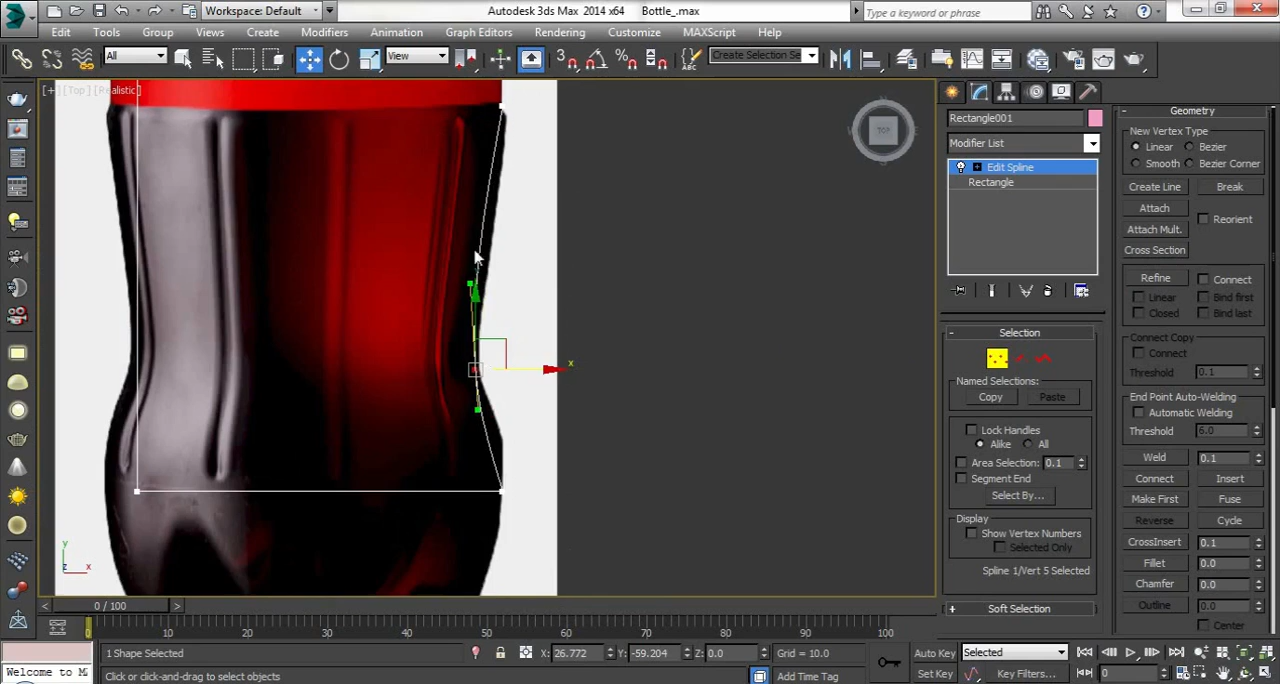 Workspace: Default
Autodesk 3ds Max 2014 x64 Bottle_.max
Type a keyword or phrase
Edit Tools Group Views Create Modifiers Animation Graph Editors Rendering Customize MAXScript Help
All
View
Create Selection Se
[+][Top][Realistic]
TOP
x
y
z x
Rectangle001
Modifier List
Edit Spline
Rectangle
Selection
Named Selections:
Copy Paste
Lock Handles
Alike All
Area Selection: 0.1
Segment End
Select By...
Display
Show Vertex Numbers
Selected Only
Spline 1/Vert 5 Selected
Soft Selection
Geometry
New Vertex Type
Linear Bezier
Smooth Bezier Corner
Create Line Break
Attach Reorient
Attach Mult.
Cross Section
Refine Connect
Linear Bind first
Closed Bind last
Connect Copy
Connect
Threshold 0.1
End Point Auto-Welding
Automatic Welding
Threshold 6.0
Weld 0.1
Connect Insert
Make First Fuse
Reverse Cycle
CrossInsert 0.1
Fillet 0.0
Chamfer 0.0
Outline 0.0
Center
0 / 100
0 10 20 30 40 50 60 70 80 90 100
1 Shape Selected X: 26.772 Y: -59.204 Z: 0.0 Grid = 10.0 Auto Key Selected
Welcome to M Click or click-and-drag to select objects Add Time Tag Set Key Key Filters... 0